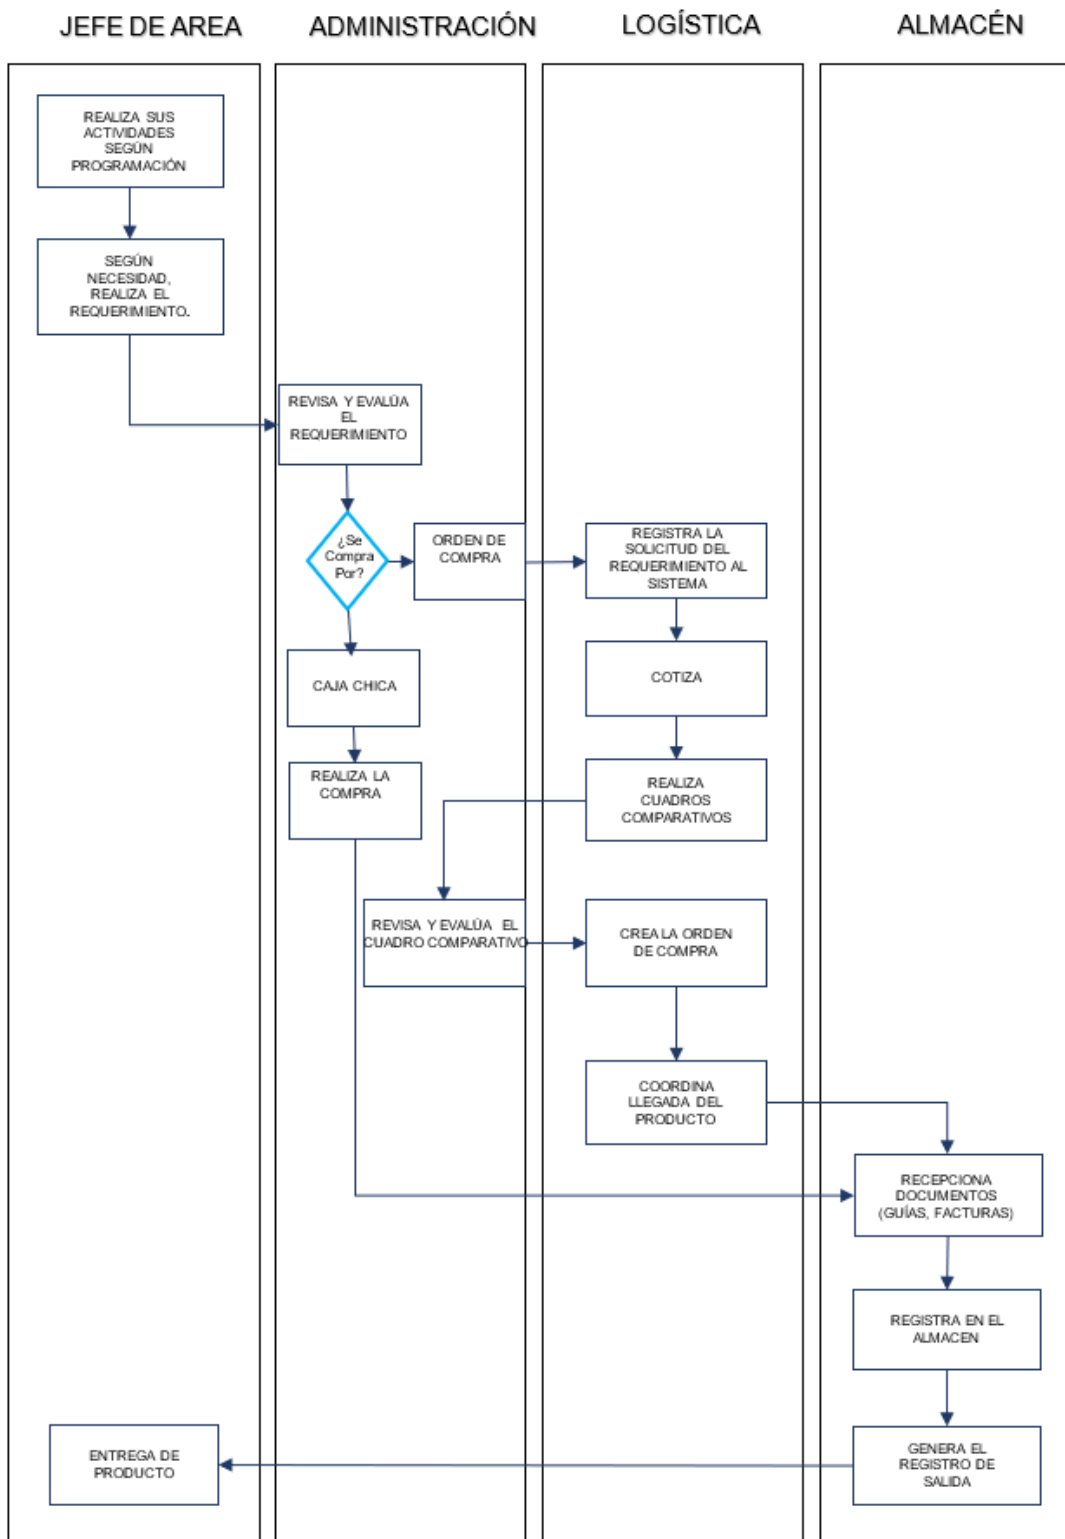 JEFE DE AREA
ADMINISTRACIÓN
LOGÍSTICA
ALMACÉN
REALIZA SUS
ACTIVIDADES
SEGÚN
PROGRAMACIÓN
SEGÚN
NECESIDAD,
REALIZA EL
REQUERIMIENTO.
REVISA Y EVALÚA
EL
REQUERIMIENTO
¿Se
Compra
Por?
ORDEN DE
COMPRA
REGISTRA LA
SOLICITUD DEL
REQUERIMIENTO AL
SISTEMA
CAJA CHICA
COTIZA
REALIZA LA
COMPRA
REALIZA
CUADROS
COMPARATIVOS
REVISA Y EVALÚA EL
CUADRO COMPARATIVO
CREA LA ORDEN
DE COMPRA
COORDINA
LLEGADA DEL
PRODUCTO
RECEPCIONA
DOCUMENTOS
(GUÍAS, FACTURAS)
REGISTRA EN EL
ALMACEN
GENERA EL
REGISTRO DE
SALIDA
ENTREGA DE
PRODUCTO